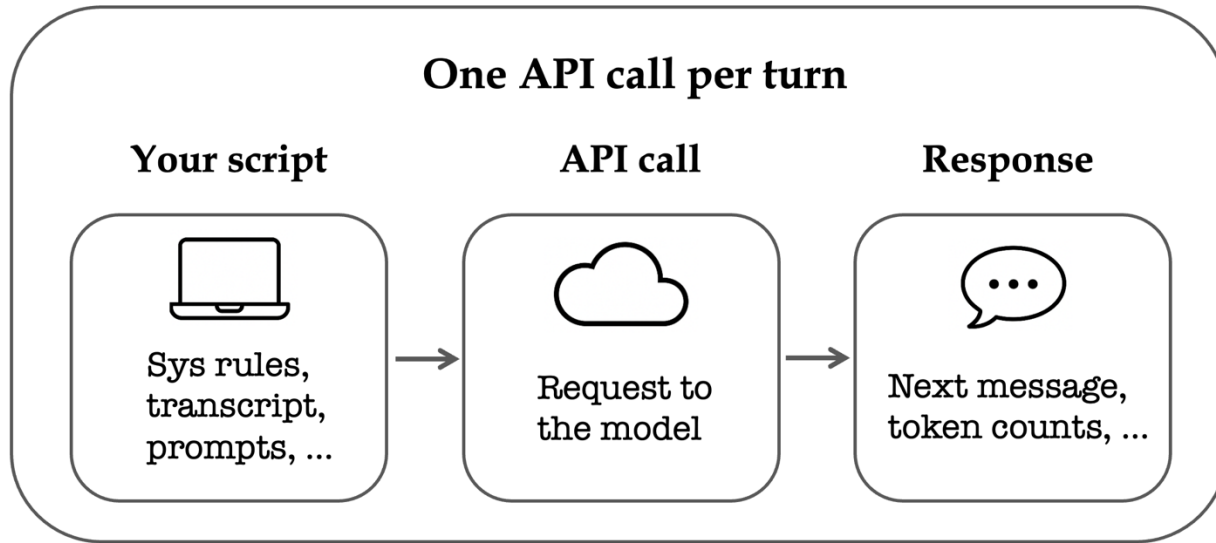 One API call per turn
Your script
API call
Response
Sys rules,
transcript,
prompts, ...
Request to
the model
Next message,
token counts, ...